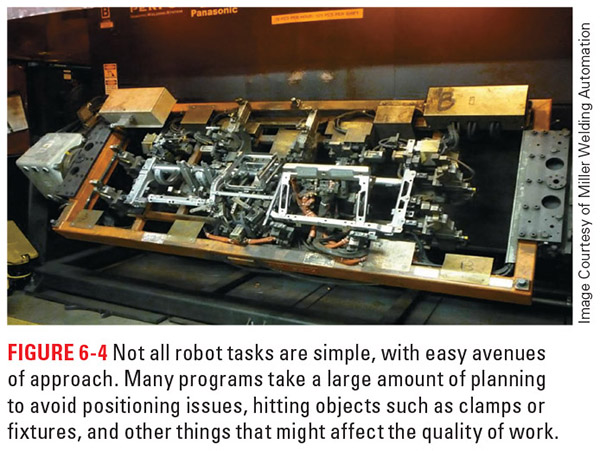 Panasonic
Image Courtesy of Miller Welding Automation
FIGURE 6-4 Not all robot tasks are simple, with easy avenues
of approach. Many programs take a large amount of planning
to avoid positioning issues, hitting objects such as clamps or
fixtures, and other things that might affect the quality of work.